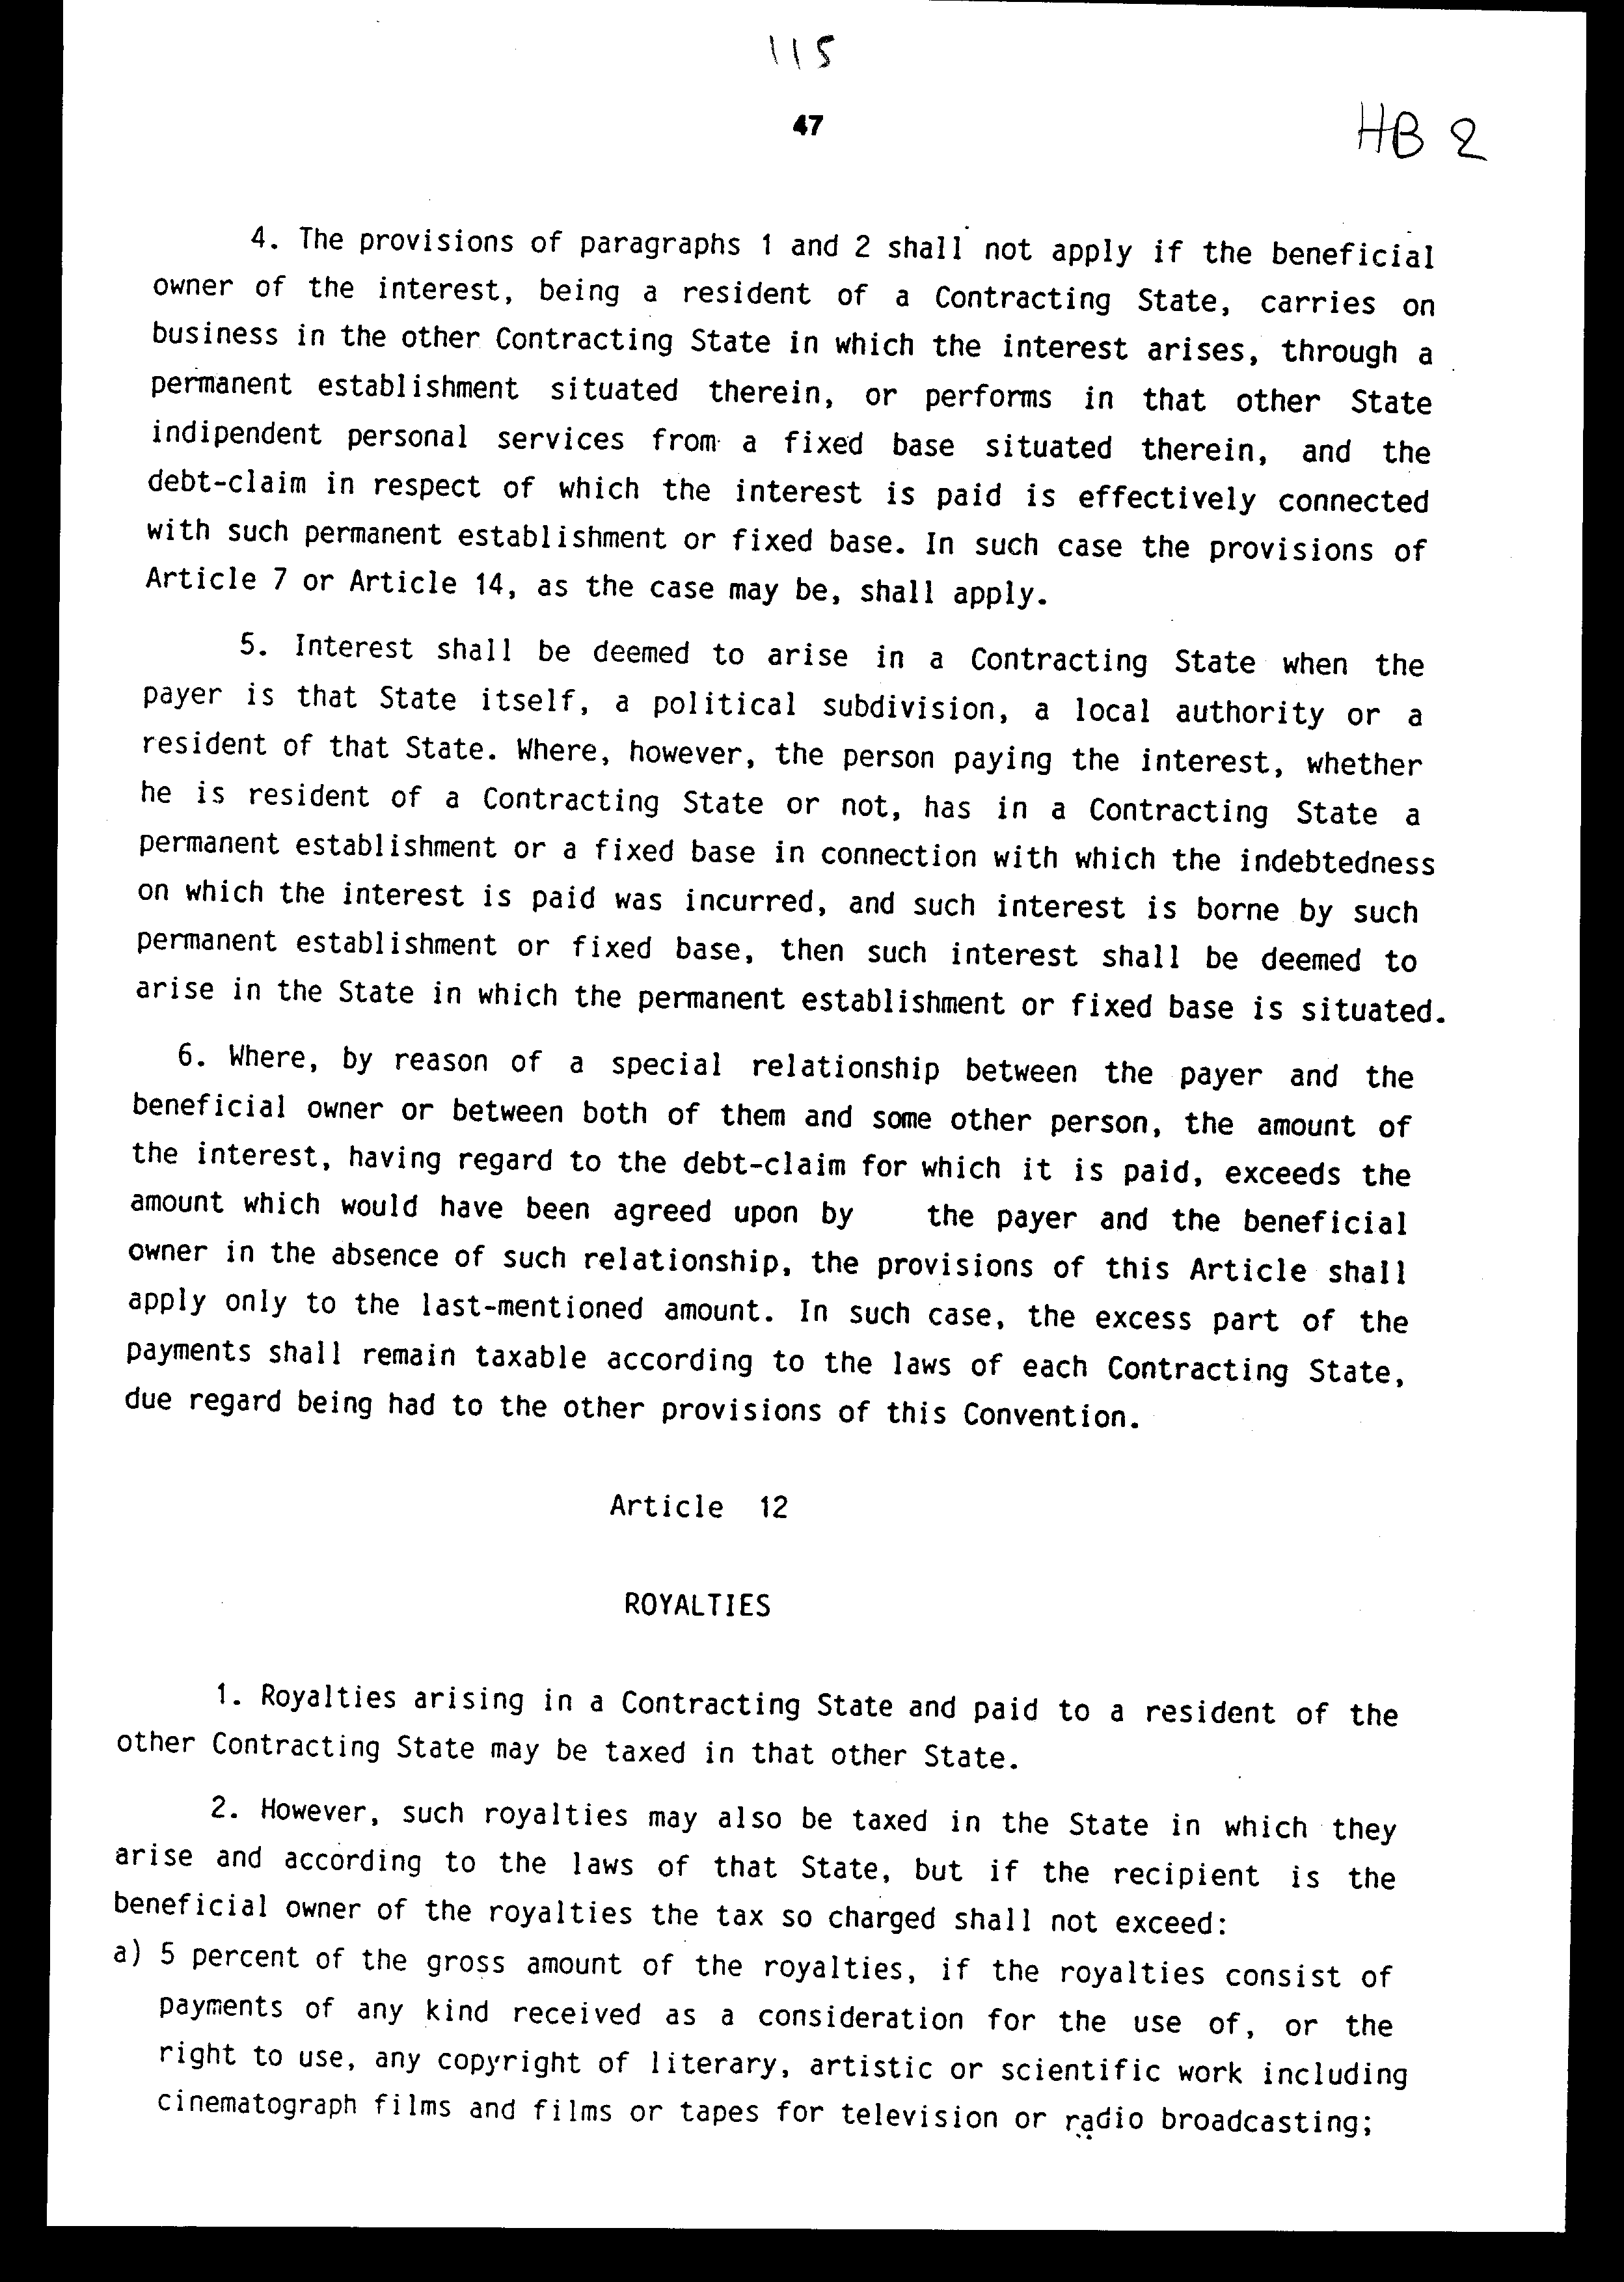 115
47
HB 2
4. The provisions of paragraphs 1 and 2 shall not apply if the beneficial
owner of the interest, being a resident of a Contracting State, carries on
business in the other Contracting State in which the interest arises, through a
permanent establishment situated therein, or performs in that other State
indipendent personal services from a fixed base situated therein, and the
debt-claim in respect of which the interest is paid is effectively connected
with such permanent establishment or fixed base. In such case the provisions of
Article 7 or Article 14, as the case may be, shall apply.
5. Interest shall be deemed to arise in a Contracting State when the
payer is that State itself, a political subdivision, a local authority or a
resident of that State. Where, however, the person paying the interest, whether
he is resident of a Contracting State or not, has in a Contracting State a
permanent establishment or a fixed base in connection with which the indebtedness
on which the interest is paid was incurred, and such interest is borne by such
permanent establishment or fixed base, then such interest shall be deemed to
arise in the State in which the permanent establishment or fixed base is situated.
6. Where, by reason of a special relationship between the payer and the
beneficial owner or between both of them and some other person, the amount of
the interest, having regard to the debt-claim for which it is paid, exceeds the
amount which would have been agreed upon by the payer and the beneficial
owner in the absence of such relationship, the provisions of this Article shall
apply only to the last-mentioned amount. In such case, the excess part of the
payments shall remain taxable according to the laws of each Contracting State,
due regard being had to the other provisions of this Convention.
Article 12
ROYALTIES
1. Royalties arising in a Contracting State and paid to a resident of the
other Contracting State may be taxed in that other State.
2. However, such royalties may also be taxed in the State in which they
arise and according to the laws of that State, but if the recipient is the
beneficial owner of the royalties the tax so charged shall not exceed:
a) 5 percent of the gross amount of the royalties, if the royalties consist of
payments of any kind received as a consideration for the use of, or the
right to use, any copyright of literary, artistic or scientific work including
cinematograph films and films or tapes for television or radio broadcasting;